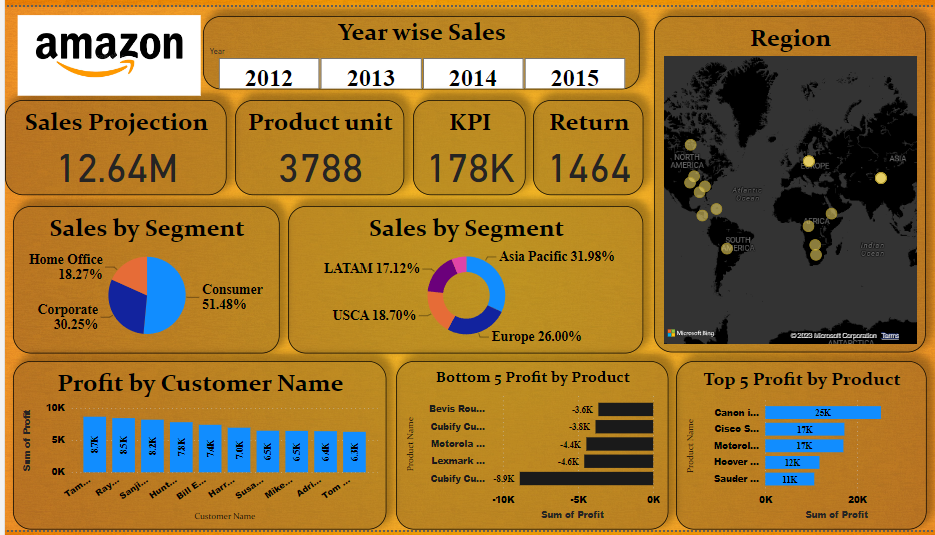 amazon
Year wise Sales
Year
2012 2013 2014 2015
Region
NORTH
AMERICA
EUROPE
ASIA
Atlantic
Ocean
AFRICA
SOUTH
AMERICA
Indian
Ocean
Microsoft Bing
© 2023 Microsoft Corporation Terms
ANTARCTICA
Sales Projection
12.64M
Product unit
3788
KPI
178K
Return
1464
Sales by Segment
Home Office
18.27%
Consumer
51.48%
Corporate
30.25%
Sales by Segment
Asia Pacific 31.98%
LATAM 17.12%
USCA 18.70%
Europe 26.00%
Profit by Customer Name
Sum of Profit
10K
5K
0K
8.7K 8.5K 8.2K 7.8K 7.4K 7.0K 6.5K 6.5K 6.4K 6.3K
Tam... Ray... Sanji... Hunt... Bill E... Harr... Susa... Mike... Adri... Tom ...
Customer Name
Bottom 5 Profit by Product
Product Name
Bevis Rou... -3.6K
Cubify Cu... -3.8K
Motorola ... -4.4K
Lexmark ... -4.6K
Cubify Cu... -8.9K
-10K -5K 0K
Sum of Profit
Top 5 Profit by Product
Product Name
Canon i... 25K
Cisco S... 17K
Motorol... 17K
Hoover ... 12K
Sauder ... 11K
0K 20K
Sum of Profit